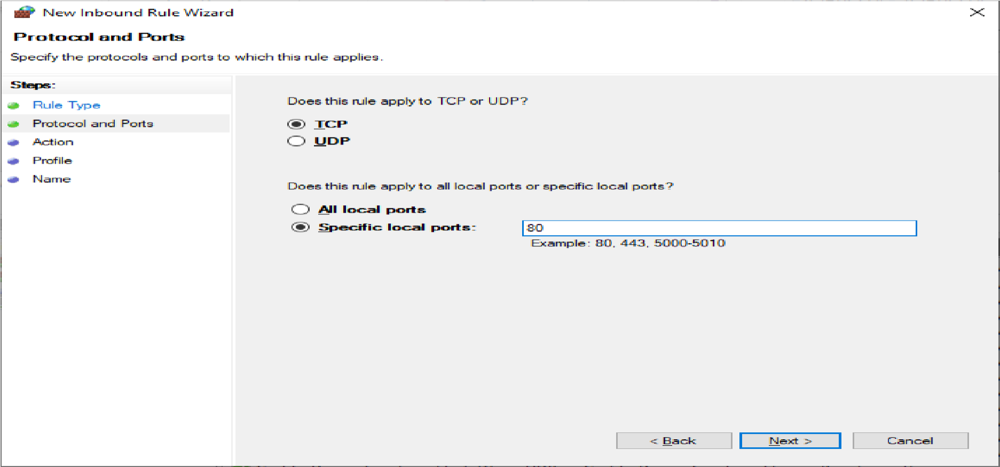 New Inbound Rule Wizard
Protocol and Ports
Specify the protocols and ports to which this rule applies.
Steps:
Rule Type
Protocol and Ports
Action
Profile
Name
Does this rule apply to TCP or UDP?
TCP
UDP
Does this rule apply to all local ports or specific local ports?
All local ports
Specific local ports: 80
Example: 80, 443, 5000-5010
< Back Next > Cancel